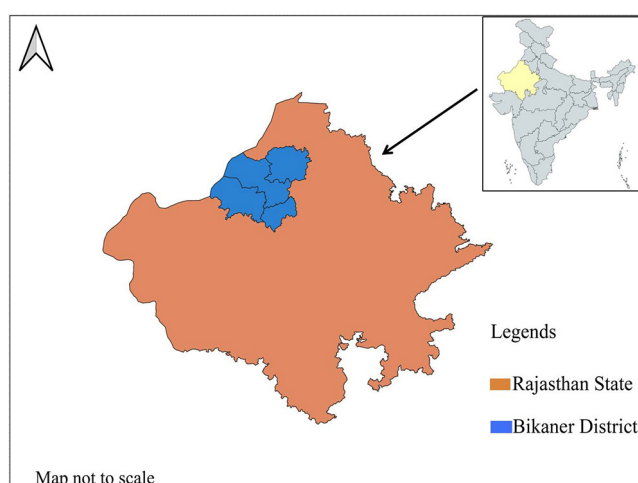 Legends
Rajasthan State
Bikaner District
Map not to scale